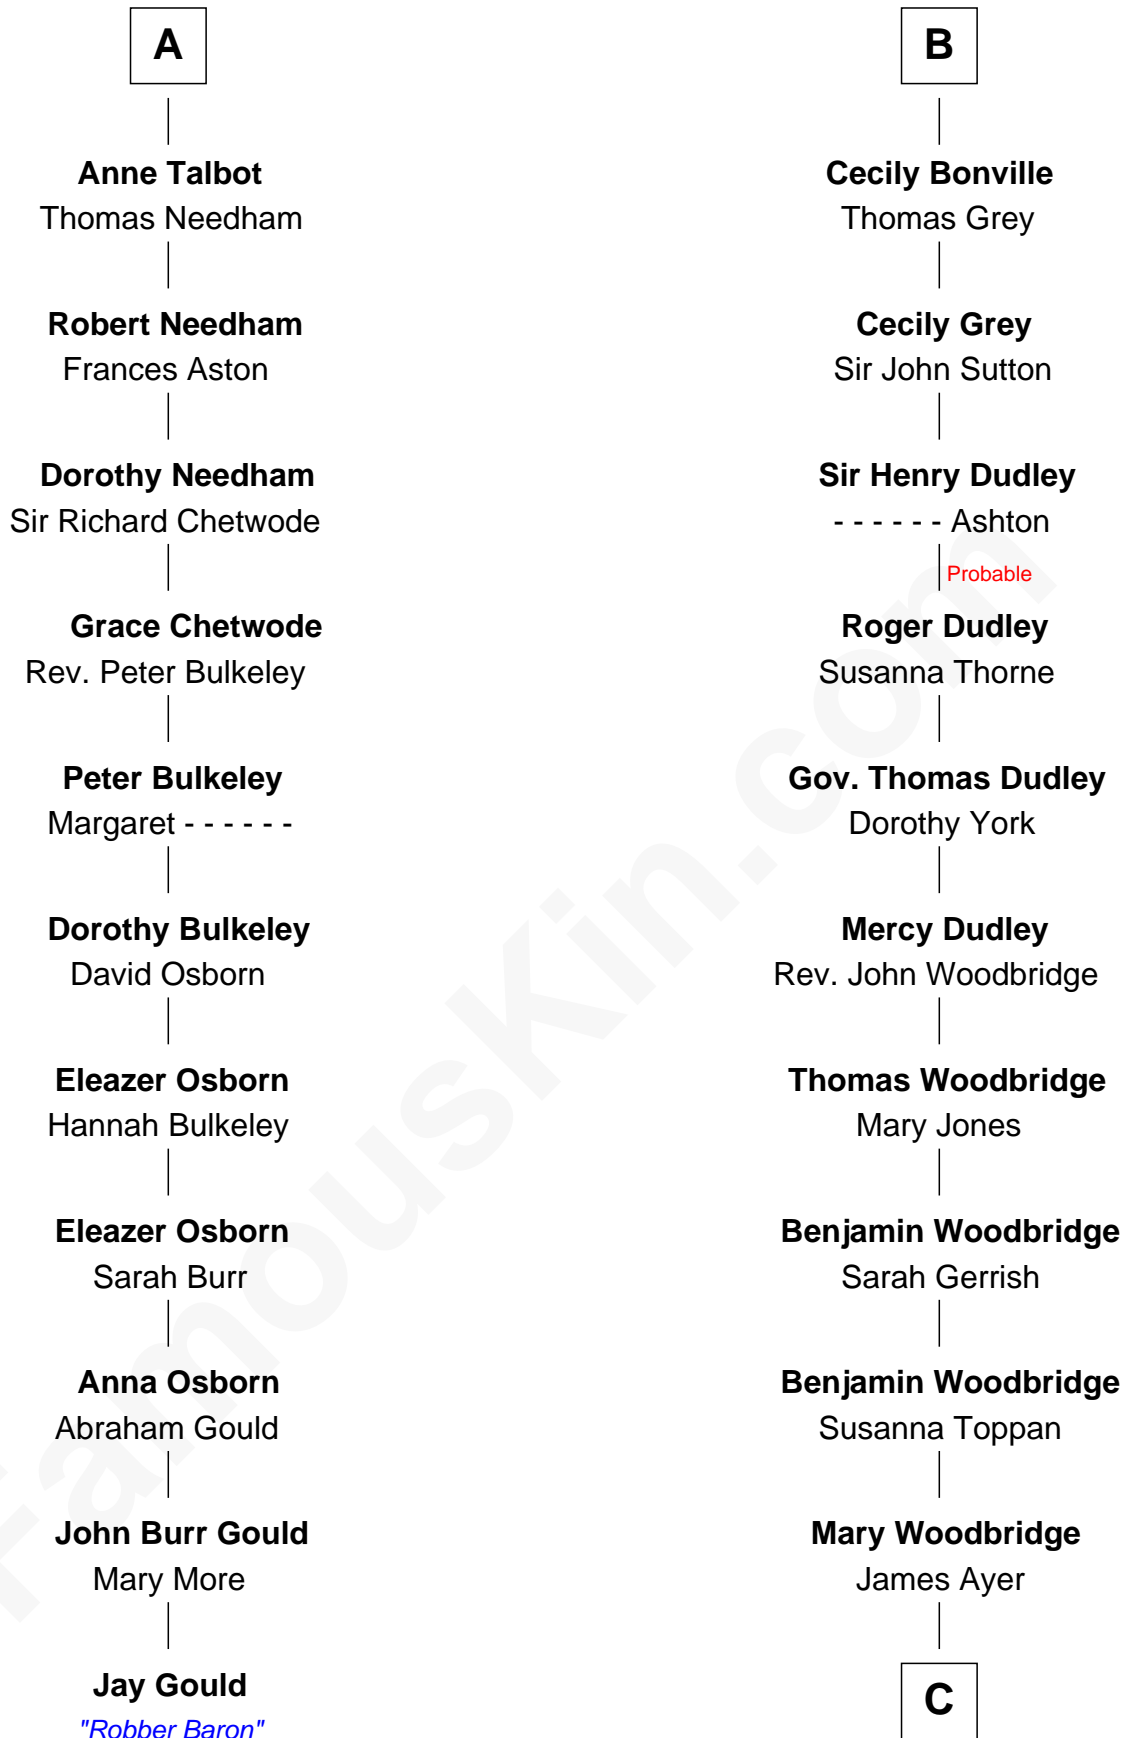 A
Anne Talbot
Thomas Needham
Robert Needham
Frances Aston
Dorothy Needham
Sir Richard Chetwode
Grace Chetwode
Rev. Peter Bulkeley
Peter Bulkeley
Margaret - - - - - -
Dorothy Bulkeley
David Osborn
Eleazer Osborn
Hannah Bulkeley
Eleazer Osborn
Sarah Burr
Anna Osborn
Abraham Gould
John Burr Gould
Mary More
Jay Gould
"Robber Baron"
B
Cecily Bonville
Thomas Grey
Cecily Grey
Sir John Sutton
Sir Henry Dudley
- - - - - - Ashton
Probable
Roger Dudley
Susanna Thorne
Gov. Thomas Dudley
Dorothy York
Mercy Dudley
Rev. John Woodbridge
Thomas Woodbridge
Mary Jones
Benjamin Woodbridge
Sarah Gerrish
Benjamin Woodbridge
Susanna Toppan
Mary Woodbridge
James Ayer
C
FamousKin.com